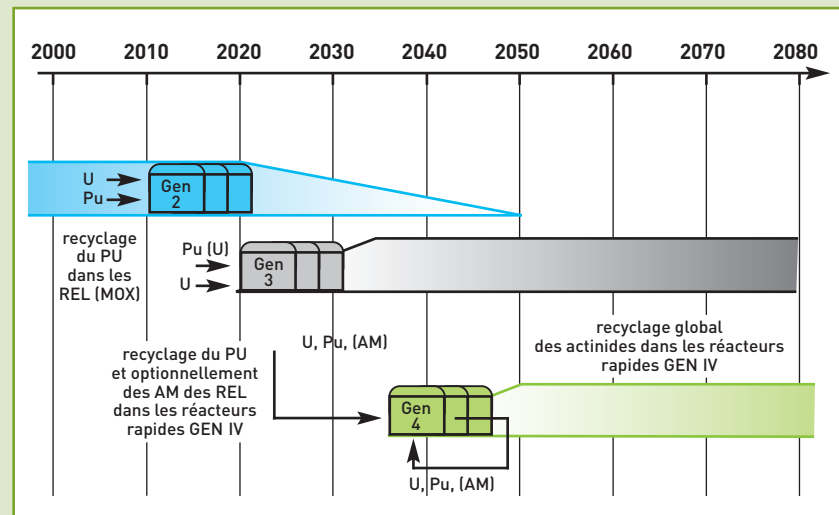 2000 2010 2020 2030 2040 2050 2060 2070 2080
U
Pu
Gen
2
recyclage
du PU
dans les
REL (MOX)
Pu (U)
U
Gen
3
U, Pu, (AM)
recyclage du PU
et optionnellement
des AM des REL
dans les réacteurs
rapides GEN IV
recyclage global
des actinides dans les réacteurs
rapides GEN IV
Gen
4
U, Pu, (AM)